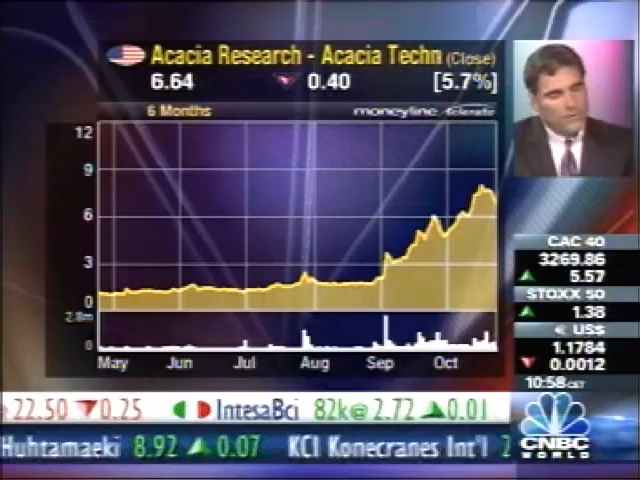 Acacia Research - Acacia Techn (Close)
6.64 0.40 [5.7%]
6 Months
moneyline telerate
12
9
6
3
0
2.8m
0
May Jun Jul Aug Sep Oct
CAC 40
3269.86
5.57
STOXX 50
1.38
€ US$
1.1784
0.0012
10:58 CET
22.50 0.25 IntesaBci 82k@ 2.72 0.01
Huhtamaeki 8.92 0.07 KCI Konecranes Int'l 2
CNBC
WORLD